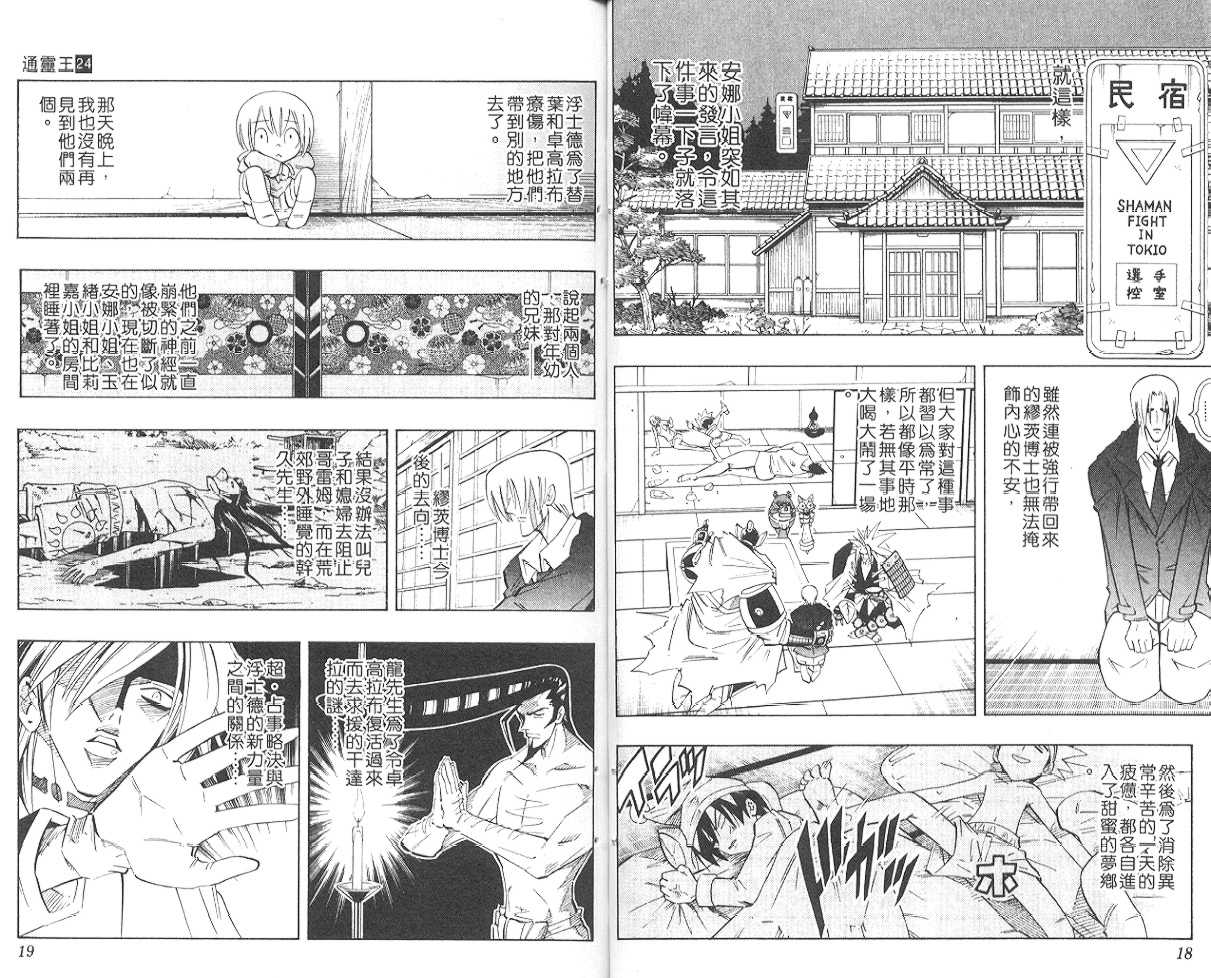 民宿
SHAMAN
FIGHT
IN
TOKIO
選手
控室
就這樣，
安娜小姐突如其
來的發言，令這
件事一下子就落
下了帷幕。
雖然連被強行帶回來
的繆茨博士也無法掩
飾內心的不安，
但大家對這種事
都習以為常了，
所以都像平時那
樣，若無其事地
大喝大鬧了一場
。
然後為了消除異
常辛苦的一天的
疲憊，都各自進
入了甜蜜的夢鄉
ホ
18
通靈王24
浮士德為了替
葉和卓高拉布
療傷，把他們
帶到別的地方
去了。
那天晚上，
我也沒有再
見到他們兩
個。
說起兩個人
，那對年幼
的兄妹—
他們之前一直
崩緊的神經就
像被切斷了似
的，現在也在
安娜小姐、玉
緒小姐和比莉
嘉小姐的房間
裡睡著了。
繆茨博士今
後的去向……
結果沒辦法叫兒
子和媳婦去阻止
哥雷姆，而在荒
郊野外睡覺的幹
久先生……
龍先生為了令卓
高拉布復活過來
而去求援的干達
拉的謎……
超·占事略決與
浮士德的新力量
之間的關係……
19